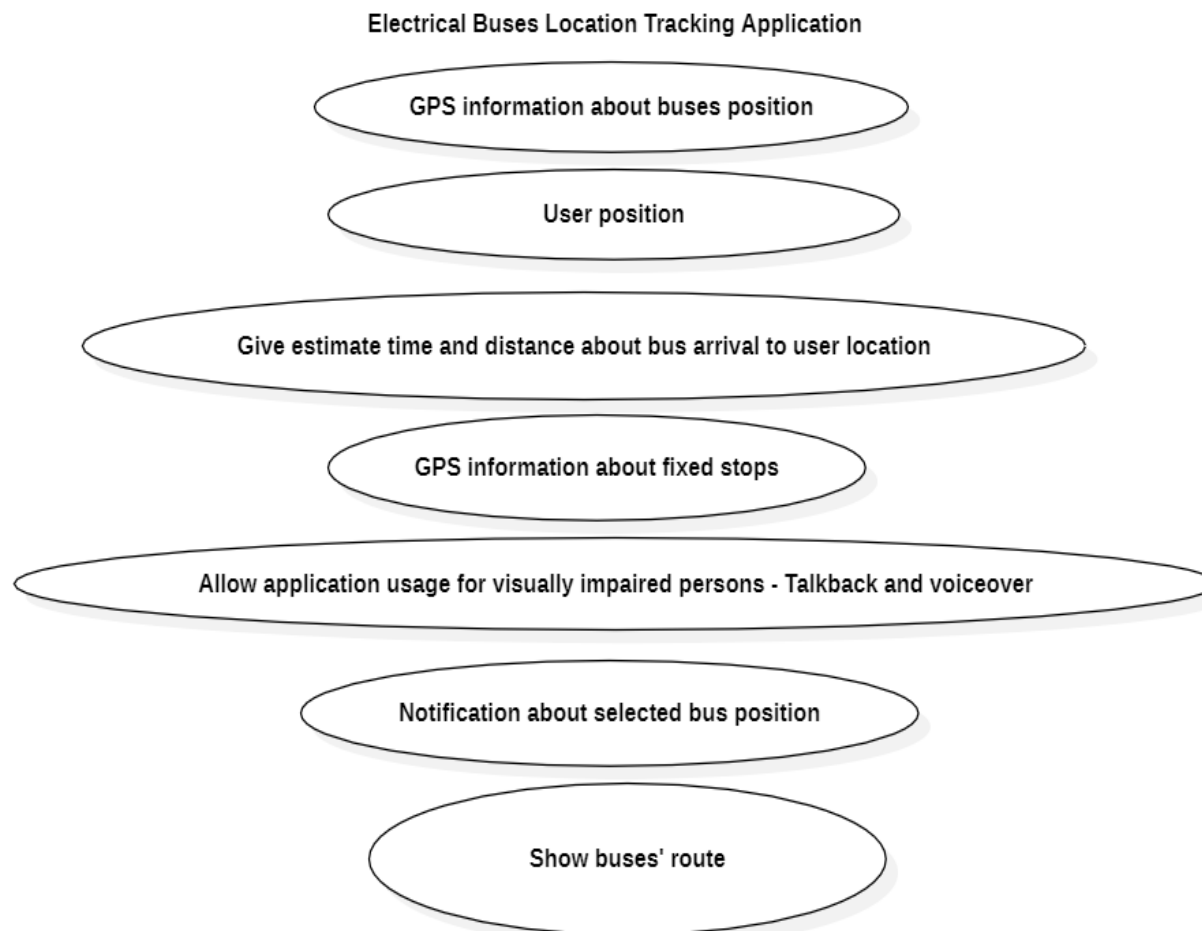 Electrical Buses Location Tracking Application
GPS information about buses position
User position
Give estimate time and distance about bus arrival to user location
GPS information about fixed stops
Allow application usage for visually impaired persons - Talkback and voiceover
Notification about selected bus position
Show buses' route